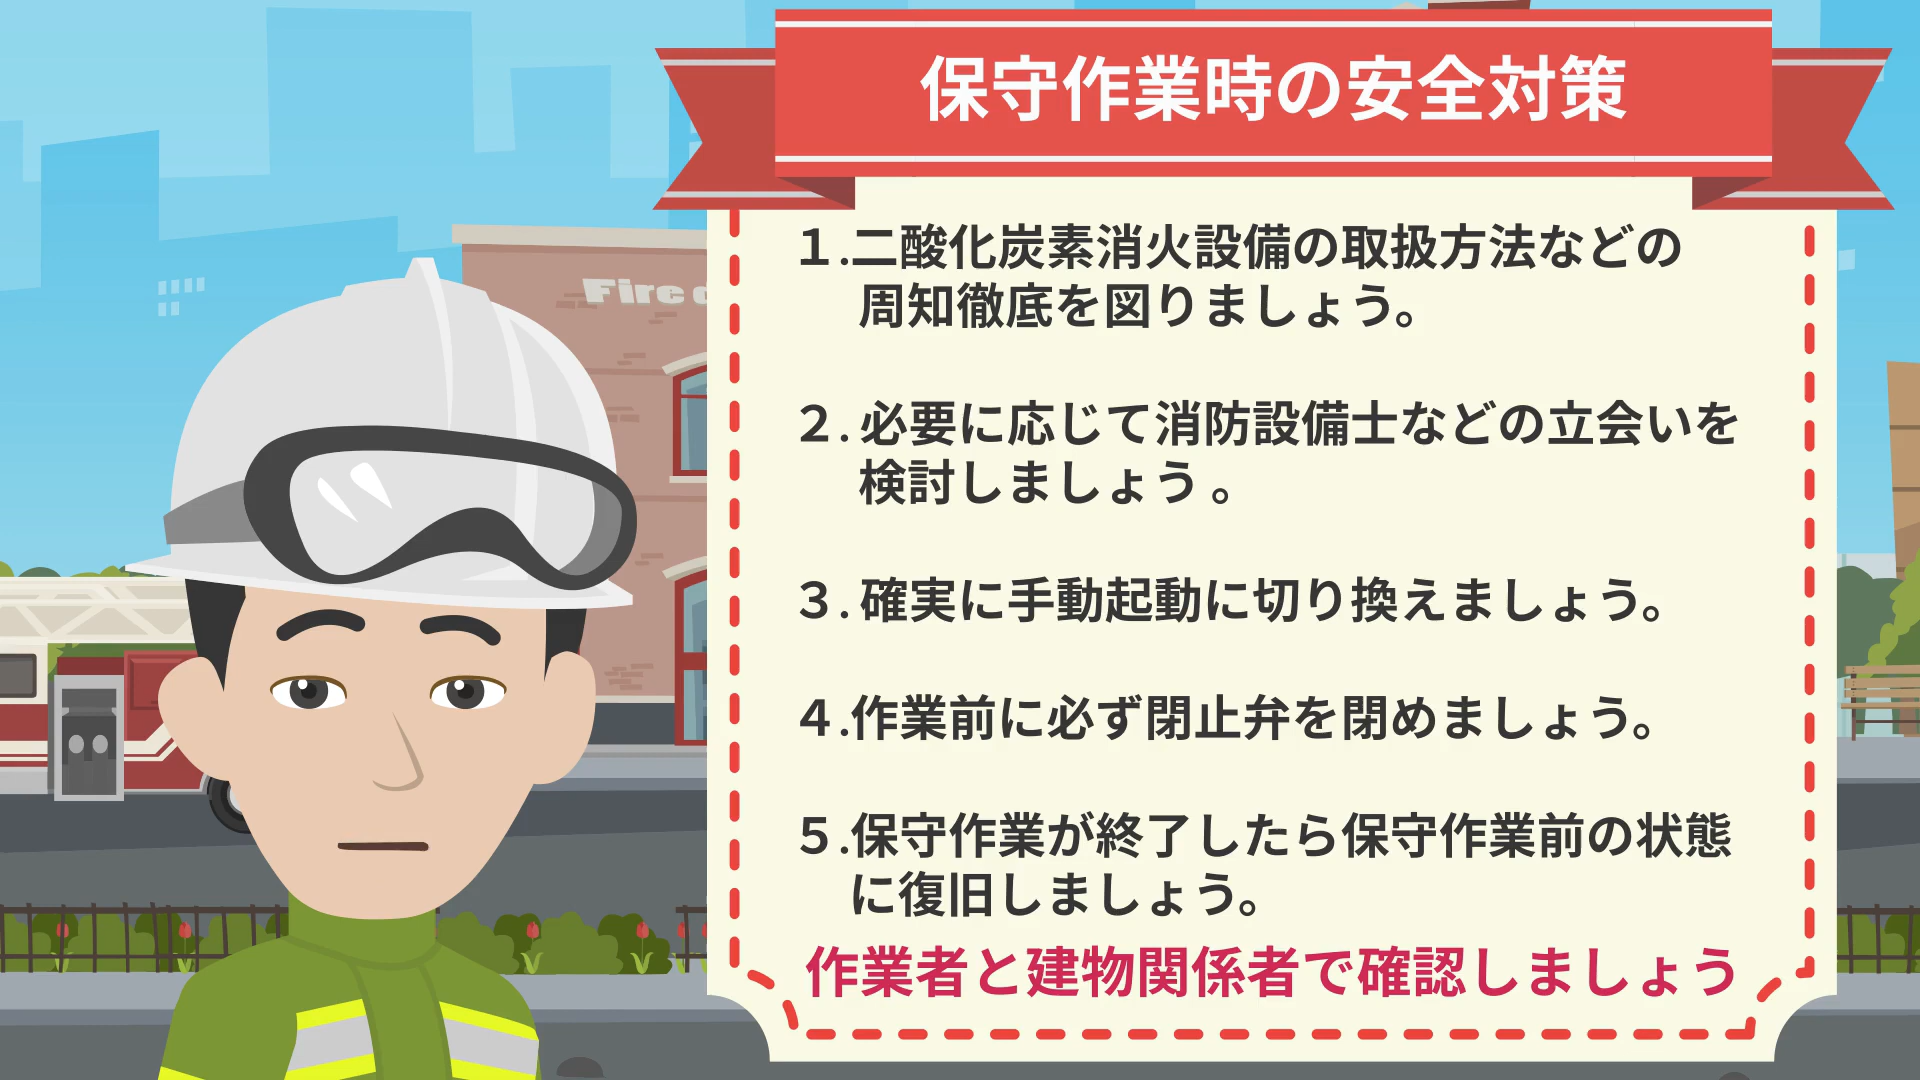 保守作業時の安全対策
Fire
１.二酸化炭素消火設備の取扱方法などの
周知徹底を図りましょう。
２. 必要に応じて消防設備士などの立会いを
検討しましょう 。
３. 確実に手動起動に切り換えましょう。
４.作業前に必ず閉止弁を閉めましょう。
５.保守作業が終了したら保守作業前の状態
に復旧しましょう。
作業者と建物関係者で確認しましょう